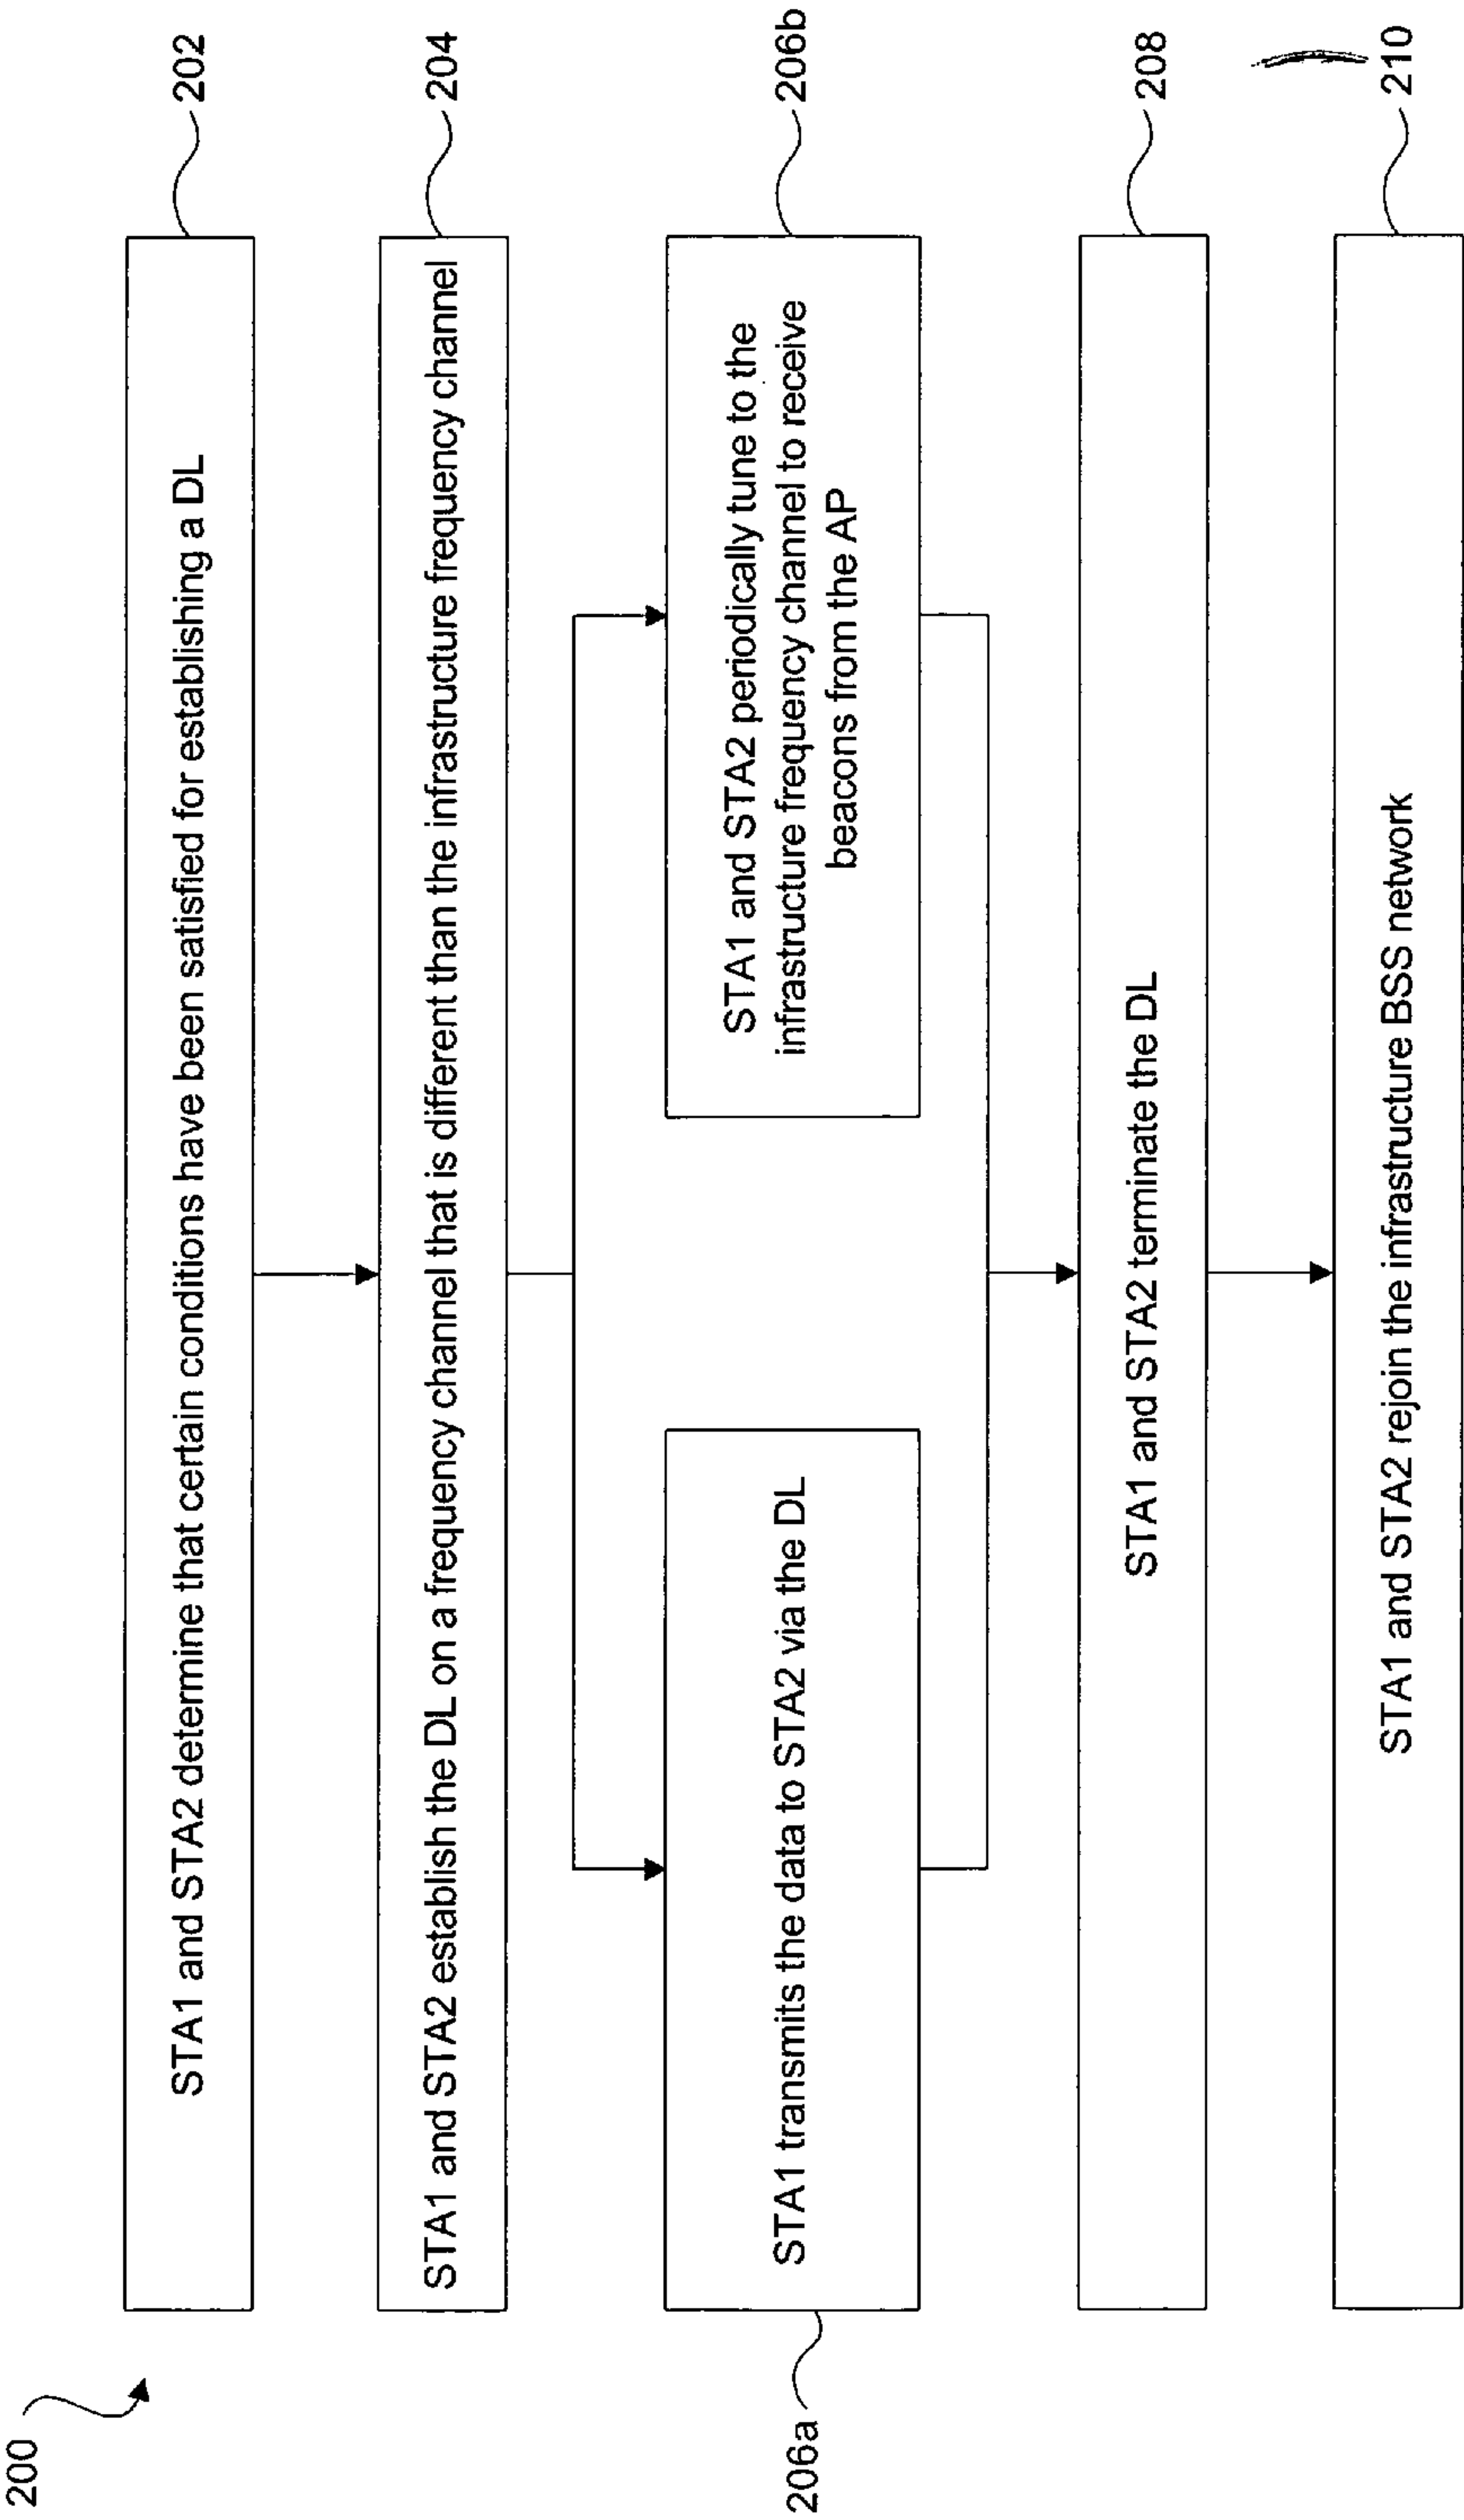 200
STA1 and STA2 determine that certain conditions have been satisfied for establishing a DL
202
STA1 and STA2 establish the DL on a frequency channel that is different than the infrastructure frequency channel
204
206a
STA1 transmits the data to STA2 via the DL
STA1 and STA2 periodically tune to the
infrastructure frequency channel to receive
beacons from the AP
206b
STA1 and STA2 terminate the DL
208
STA1 and STA2 rejoin the infrastructure BSS network
210